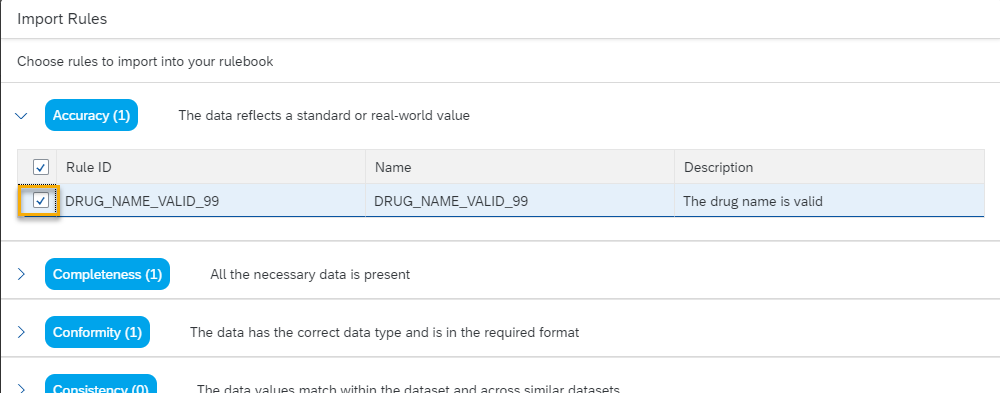 Import Rules
Choose rules to import into your rulebook
Accuracy (1) The data reflects a standard or real-world value
Rule ID Name Description
DRUG_NAME_VALID_99 DRUG_NAME_VALID_99 The drug name is valid
Completeness (1) All the necessary data is present
Conformity (1) The data has the correct data type and is in the required format
Consistency (0) The data values match within the dataset and across similar datasets